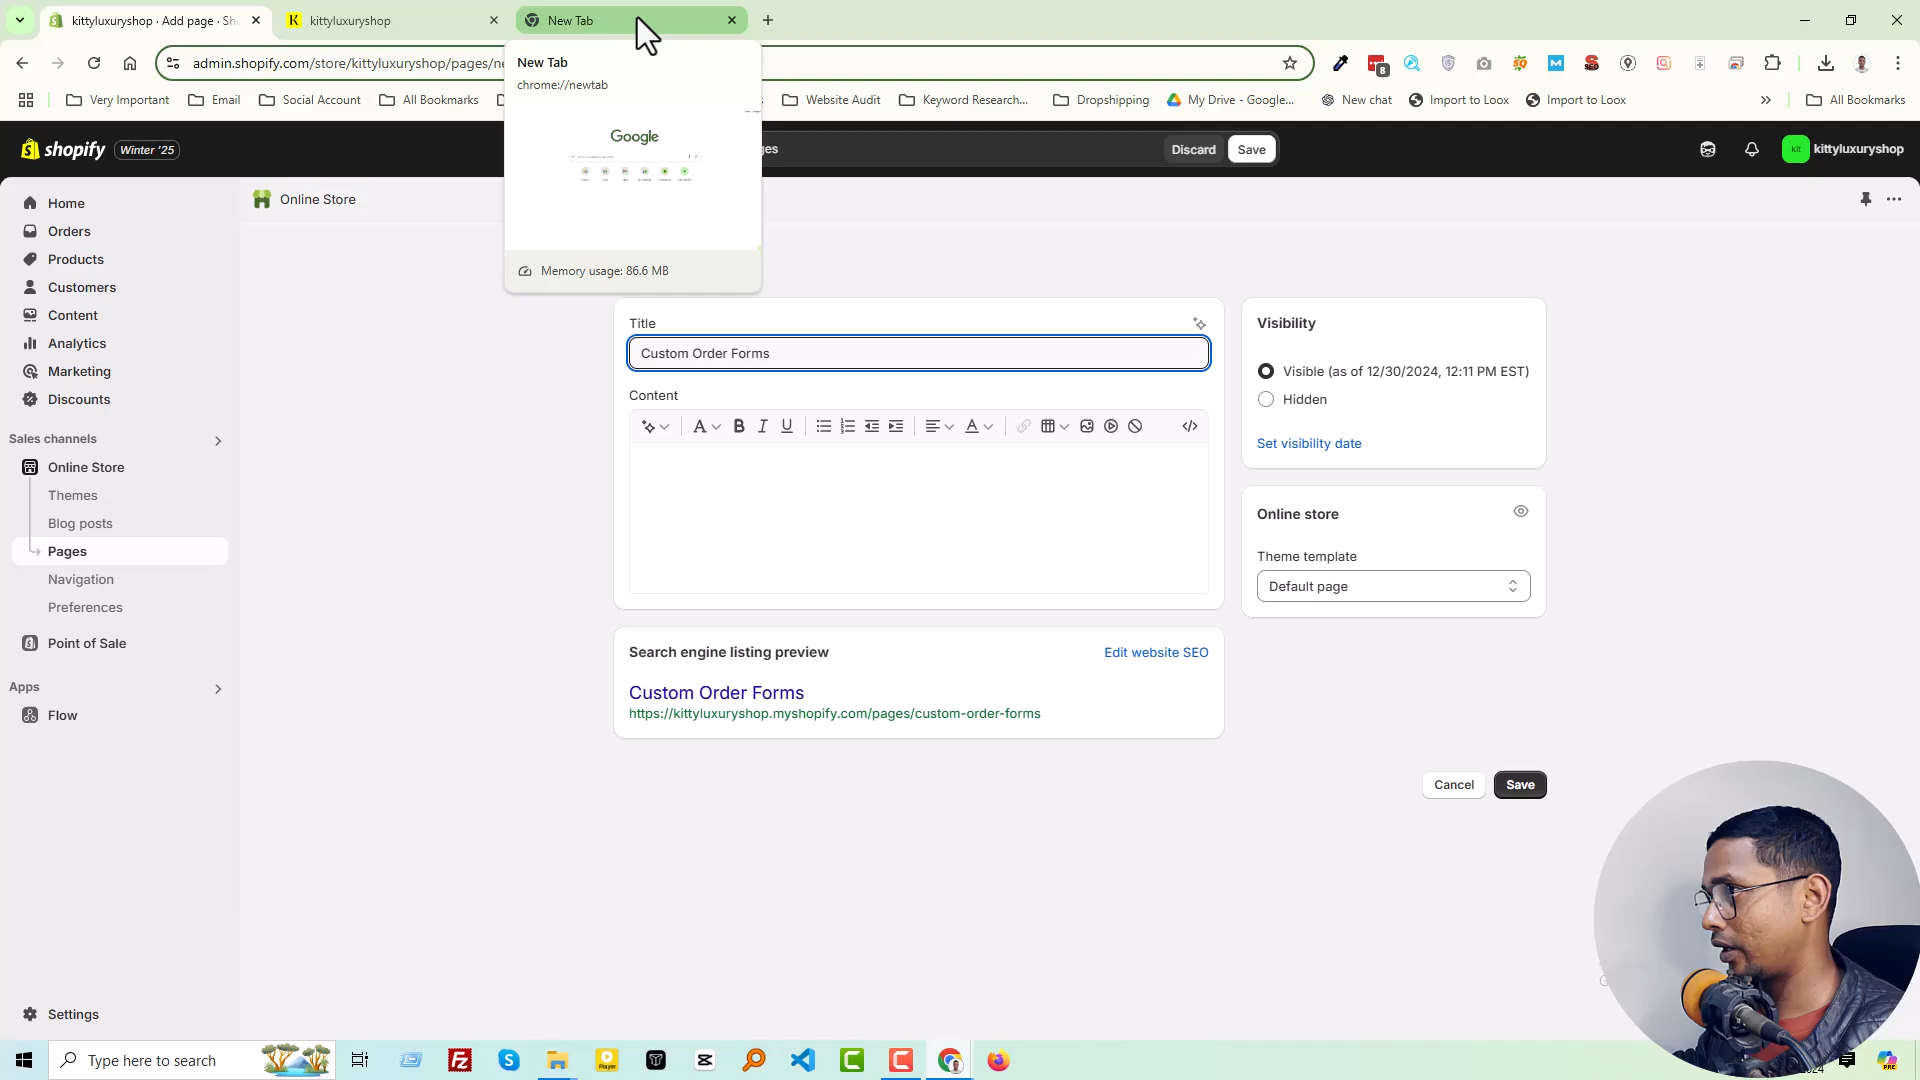 kittyluxuryshop · Add page · Sh
kittyluxuryshop
New Tab
admin.shopify.com/store/kittyluxuryshop/pages/ne
8
New Tab
chrome://newtab
Google
Memory usage: 86.6 MB
Very Important
Email
Social Account
All Bookmarks
Website Audit
Keyword Research...
Dropshipping
My Drive - Google...
New chat
Import to Loox
Import to Loox
All Bookmarks
shopify
Winter '25
ges
Discard
Save
kit
kittyluxuryshop
Home
Orders
Products
Customers
Content
Analytics
Marketing
Discounts
Sales channels
Online Store
Themes
Blog posts
Pages
Navigation
Preferences
Point of Sale
Apps
Flow
Settings
Online Store
Title
Custom Order Forms
Content
Search engine listing preview
Edit website SEO
Custom Order Forms
https://kittyluxuryshop.myshopify.com/pages/custom-order-forms
Visibility
Visible (as of 12/30/2024, 12:11 PM EST)
Hidden
Set visibility date
Online store
Theme template
Default page
Cancel
Save
Type here to search